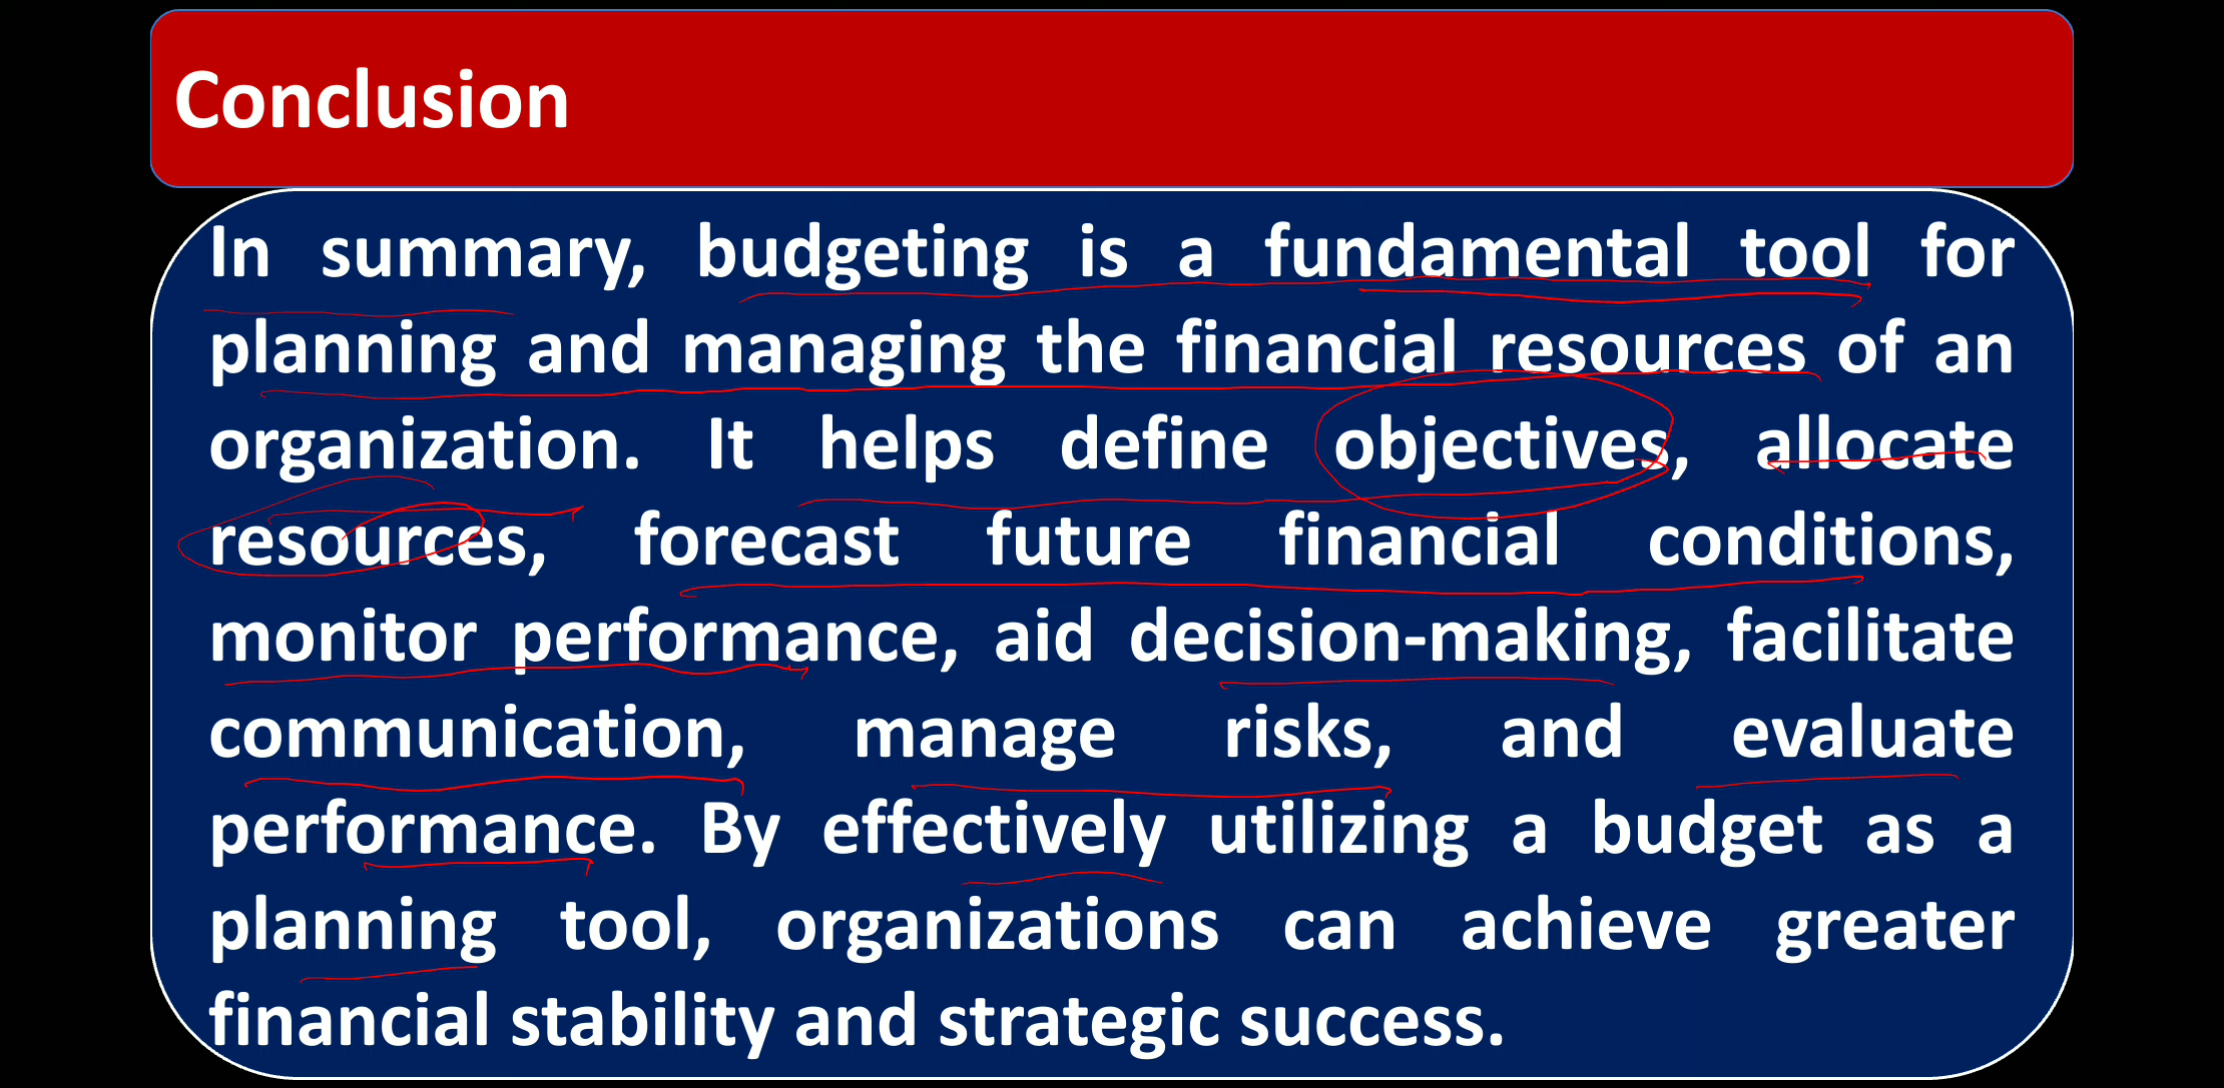 Conclusion
In summary, budgeting is a fundamental tool for
planning and managing the financial resources of an
organization. It helps define objectives, allocate
resources, forecast future financial conditions,
monitor performance, aid decision-making, facilitate
communication, manage risks, and evaluate
performance. By effectively utilizing a budget as a
planning tool, organizations can achieve greater
financial stability and strategic success.